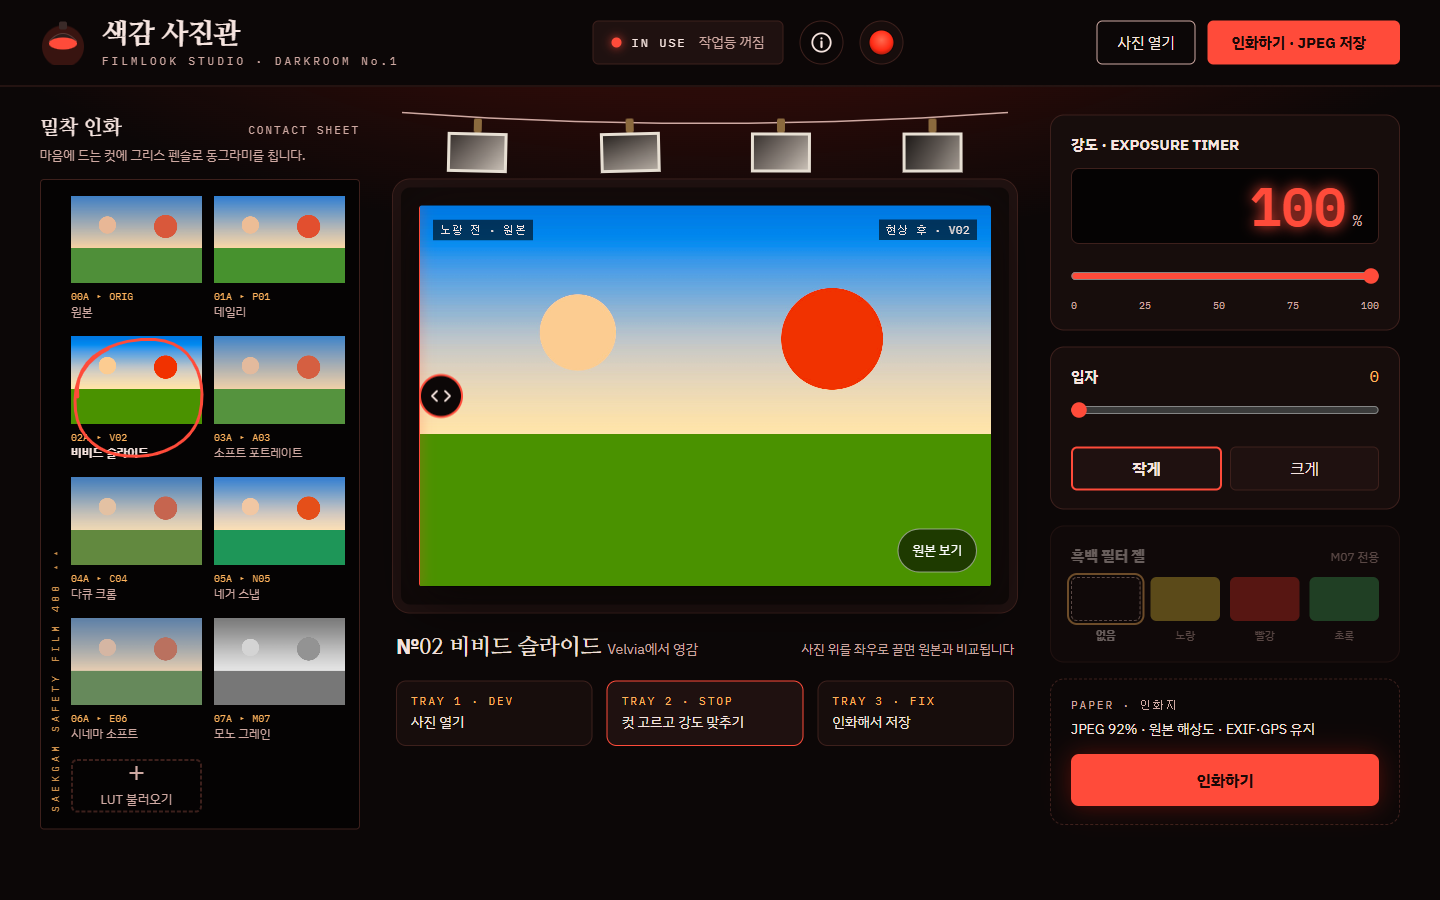 색감 사진관
FILMLOOK STUDIO · DARKROOM No.1
IN USE 작업등 꺼짐
사진 열기
인화하기 · JPEG 저장
밀착 인화
CONTACT SHEET
마음에 드는 컷에 그리스 펜슬로 동그라미를 칩니다.
00A ▸ ORIG
원본
01A ▸ P01
데일리
02A ▸ V02
비비드 슬라이드
03A ▸ A03
소프트 포트레이트
04A ▸ C04
다큐 크롬
05A ▸ N05
네거 스냅
06A ▸ E06
시네마 소프트
07A ▸ M07
모노 그레인
+
LUT 불러오기
SAEKGAM SAFETY FILM 400 ▸ ▸
노광 전 · 원본
현상 후 · V02
원본 보기
№02 비비드 슬라이드 Velvia에서 영감
사진 위를 좌우로 끌면 원본과 비교됩니다
TRAY 1 · DEV
사진 열기
TRAY 2 · STOP
컷 고르고 강도 맞추기
TRAY 3 · FIX
인화해서 저장
강도 · EXPOSURE TIMER
100 %
0 25 50 75 100
입자 0
작게 크게
흑백 필터 젤 M07 전용
없음 노랑 빨강 초록
PAPER · 인화지
JPEG 92% · 원본 해상도 · EXIF·GPS 유지
인화하기